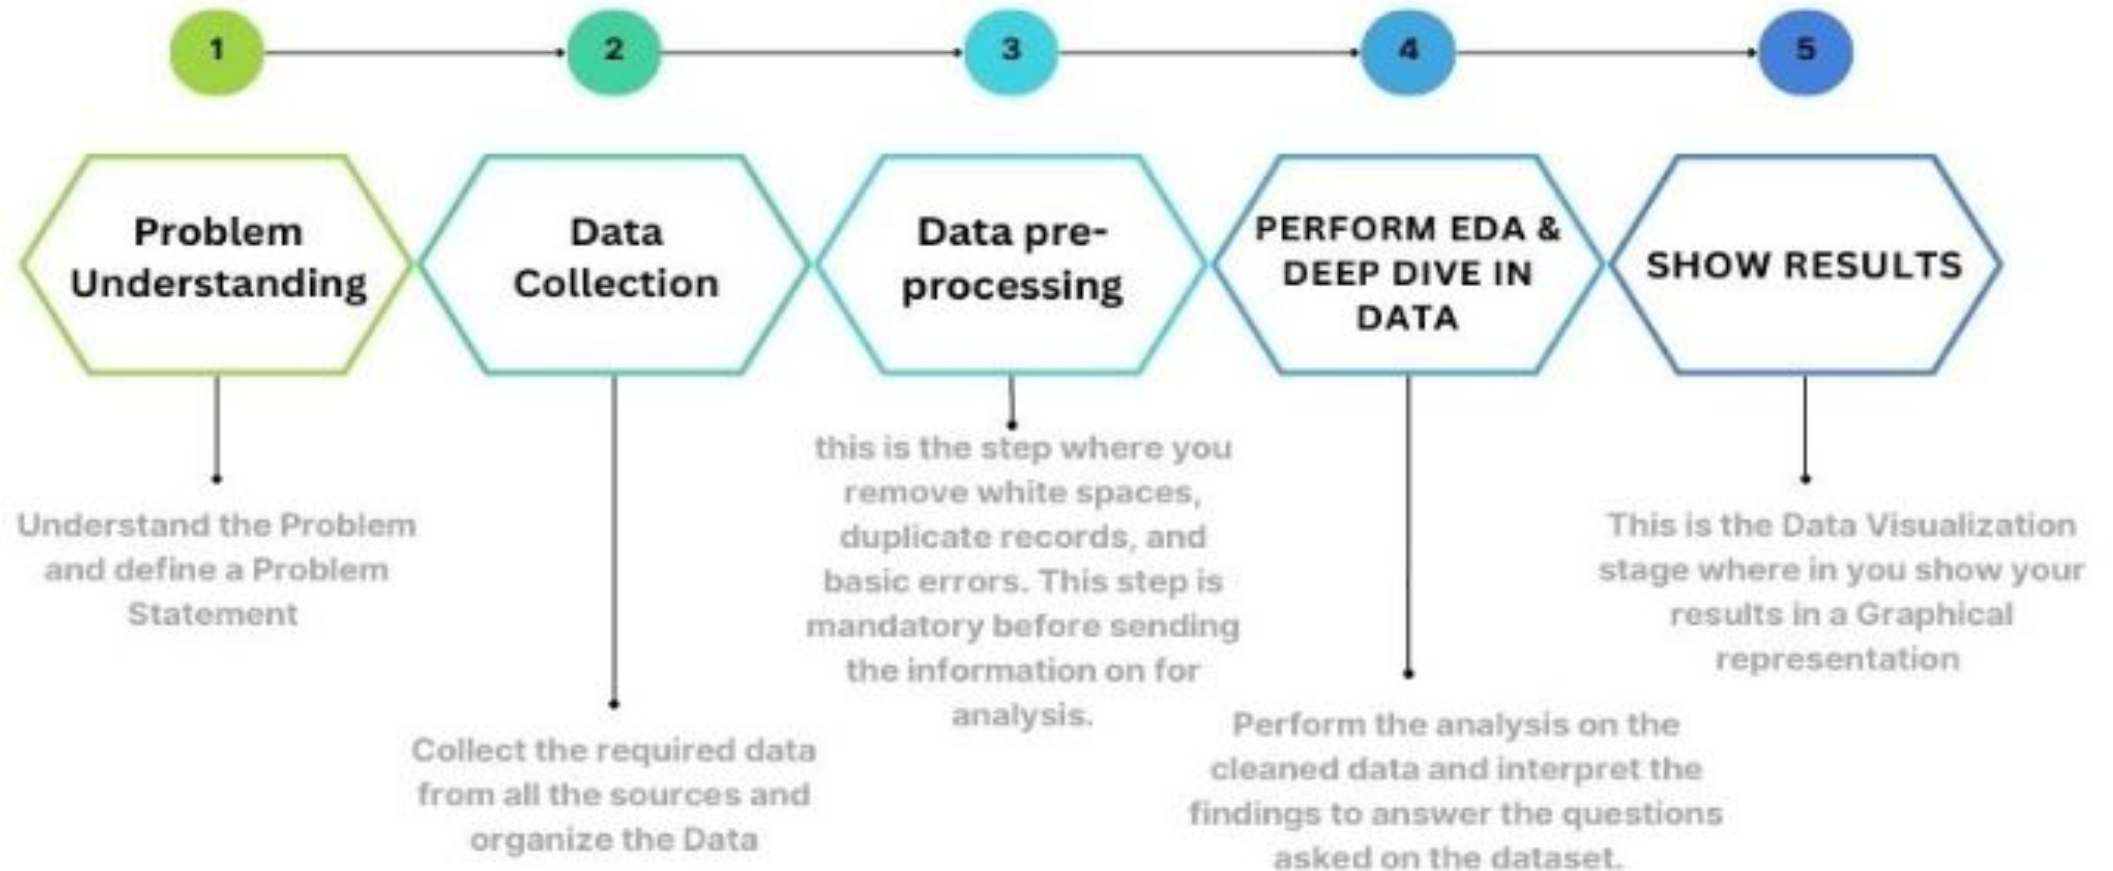 1
2
3
4
5
Problem
Understanding
Data
Collection
Data pre-
processing
PERFORM EDA &
DEEP DIVE IN
DATA
SHOW RESULTS
Understand the Problem
and define a Problem
Statement
Collect the required data
from all the sources and
organize the Data
this is the step where you
remove white spaces,
duplicate records, and
basic errors. This step is
mandatory before sending
the information on for
analysis.
Perform the analysis on the
cleaned data and interpret the
findings to answer the questions
asked on the dataset.
This is the Data Visualization
stage where in you show your
results in a Graphical
representation